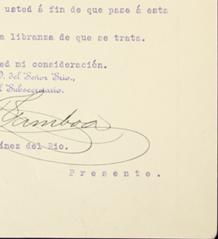 usted á fin de que pase á esta
a libranza de que se trata.
ed mi consideración.
O. del Señor Srio.,
l Subsecretario.
Gamboa
ínez del Rio.
Presente.